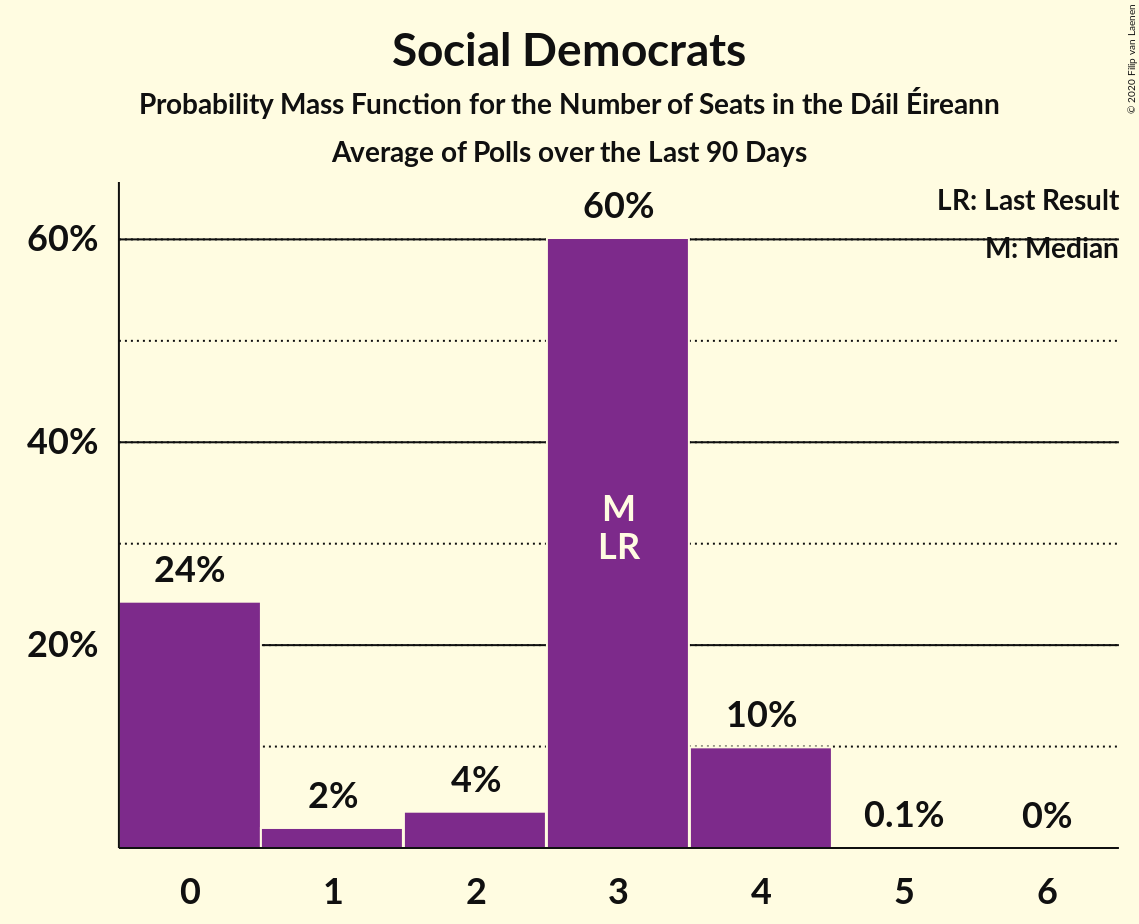 Social Democrats
Probability Mass Function for the Number of Seats in the Dáil Éireann
Average of Polls over the Last 90 Days
© 2020 Filip van Laenen
LR: Last Result
M: Median
60%
40%
20%
24%
2%
4%
60%
M
LR
10%
0.1%
0%
0 1 2 3 4 5 6